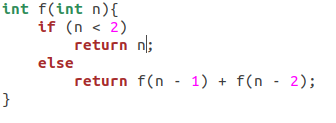 int f(int n){
    if (n < 2)
        return n;
    else
        return f(n - 1) + f(n - 2);
}